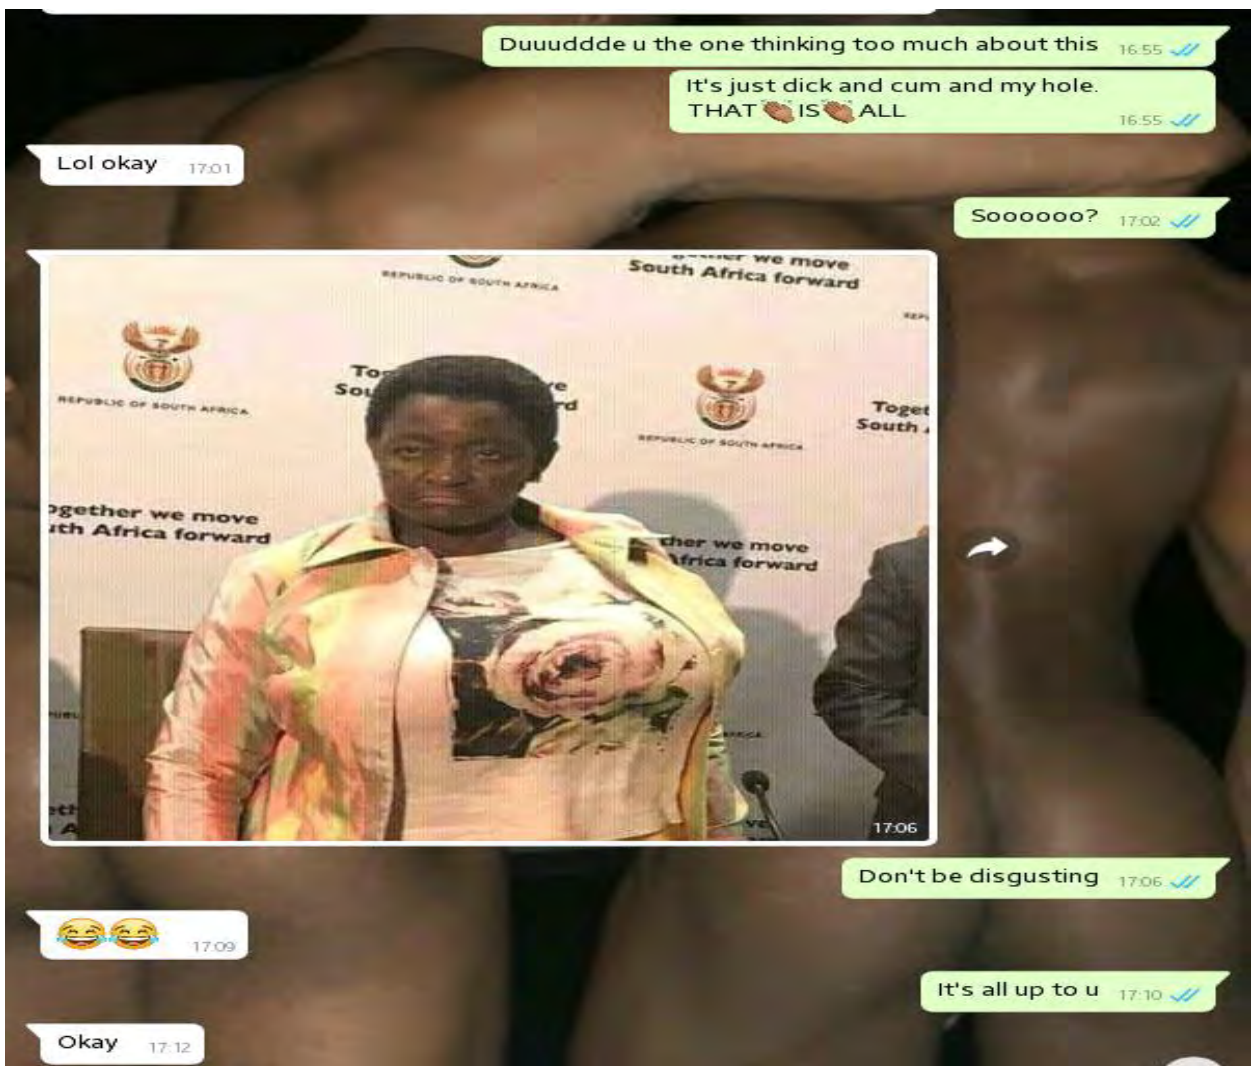 Duuuddde u the one thinking too much about this 16:55
It's just dick and cum and my hole.
THAT👏🏽IS👏🏽ALL 16:55
Lol okay 17:01
Soooooo? 17:02
REPUBLIC OF SOUTH AFRICA
we move
South Africa forward
REPUBLIC OF SOUTH AFRICA
REPUBLIC OF SOUTH AFRICA
South
ogether we move
uth Africa forward
ther we move
Africa forward
17:06
Don't be disgusting 17:06
😂😂 17:09
It's all up to u 17:10
Okay 17:12